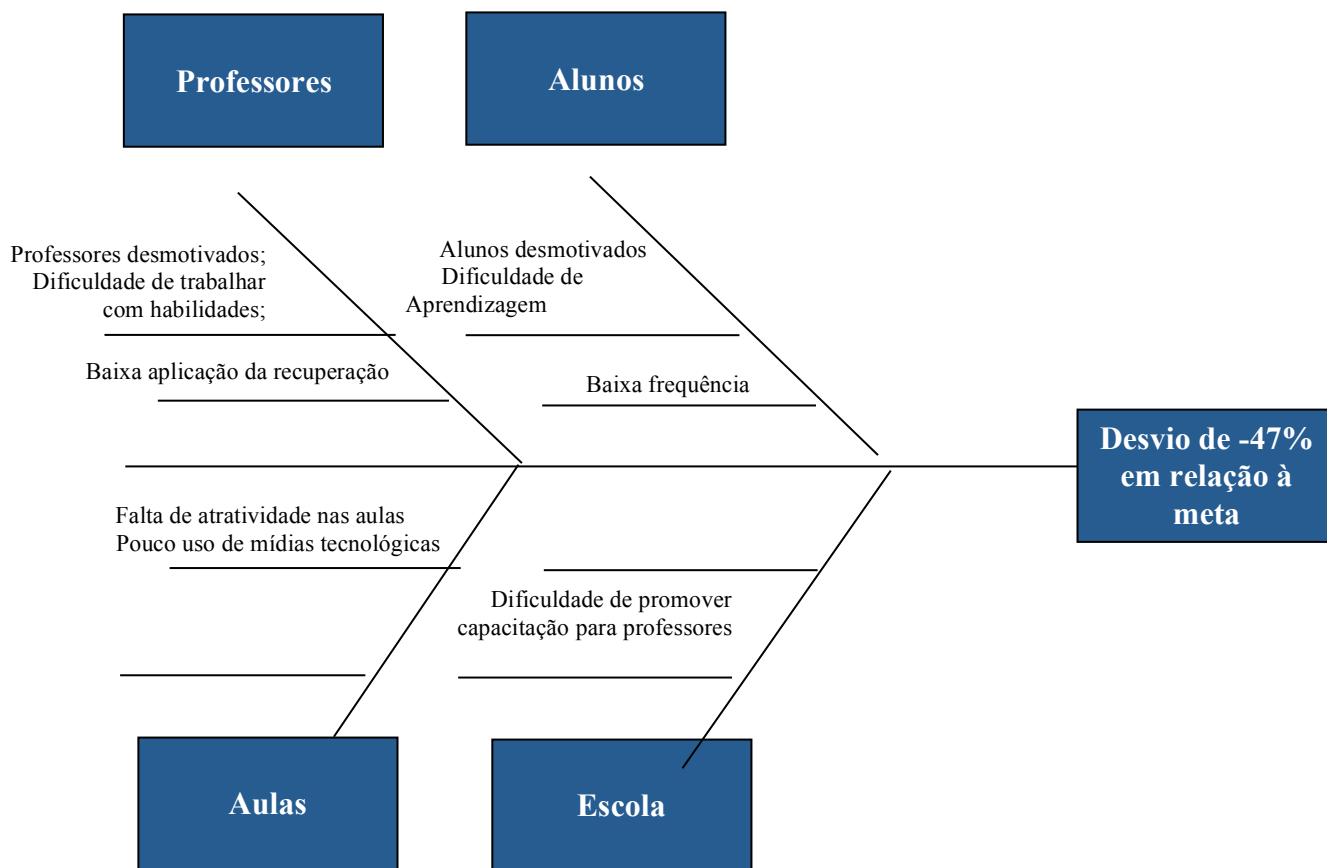 Professores
Alunos
Professores desmotivados;
Dificuldade de trabalhar
com habilidades;
Alunos desmotivados
Dificuldade de
Aprendizagem
Baixa aplicação da recuperação
Baixa frequência
Desvio de -47%
em relação à
meta
Falta de atratividade nas aulas
Pouco uso de mídias tecnológicas
Dificuldade de promover
capacitação para professores
Aulas
Escola